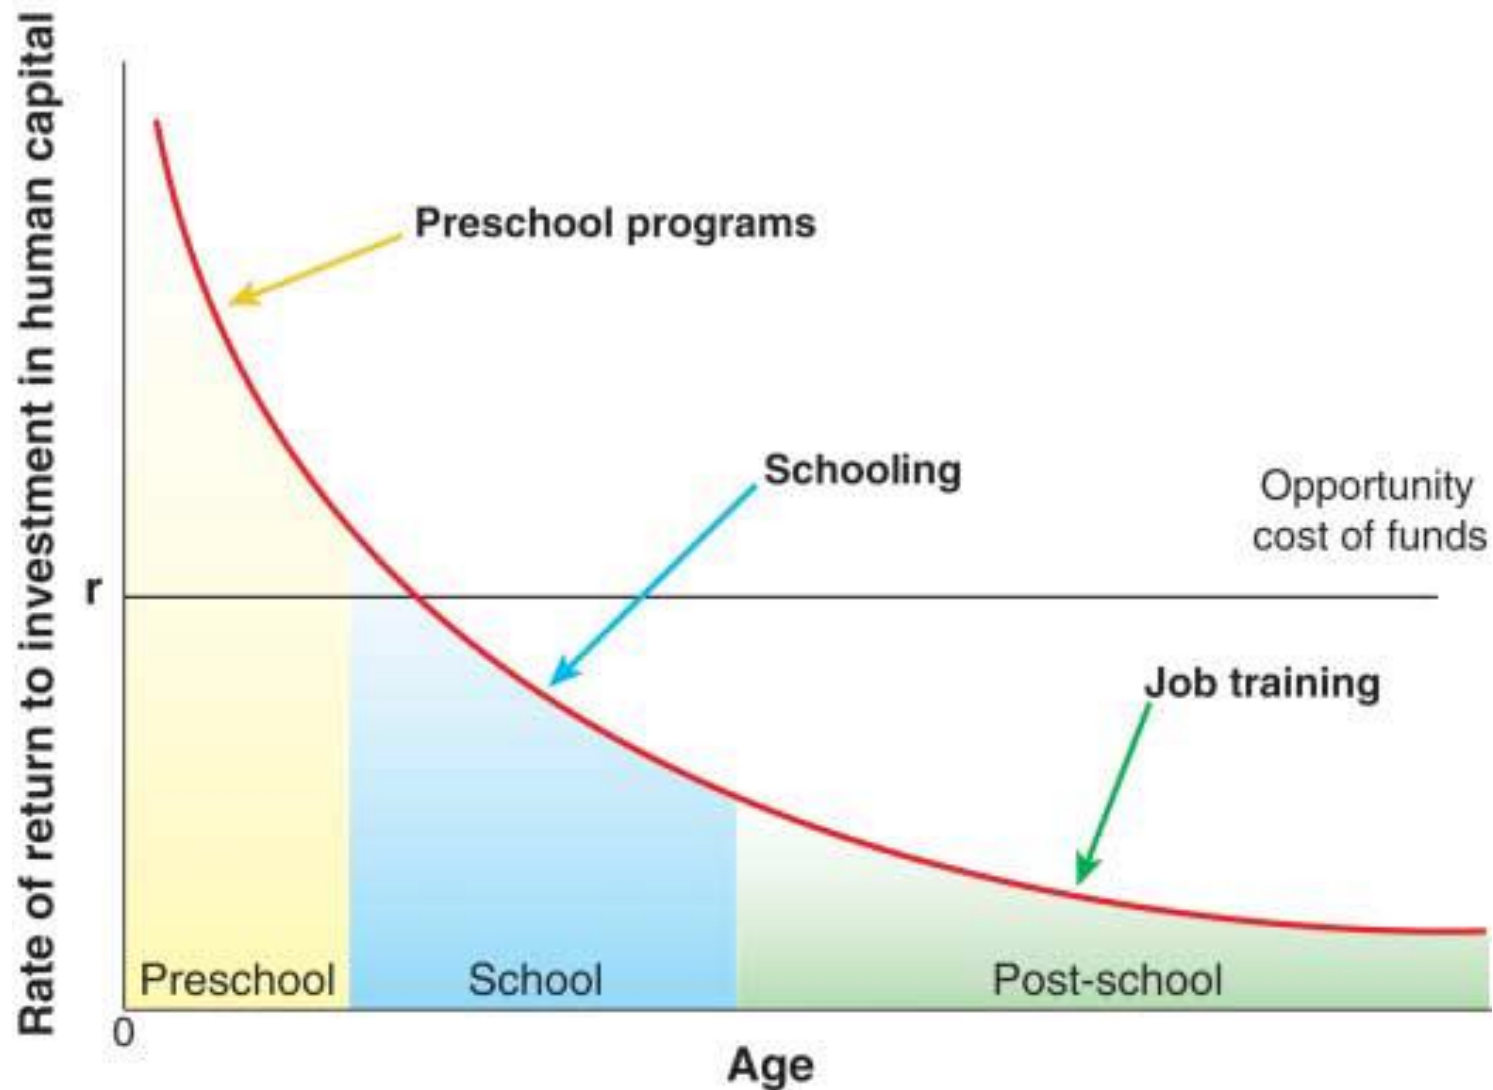 Rate of return to investment in human capital
Preschool programs
Schooling
Opportunity
cost of funds
r
Job training
Preschool
School
Post-school
0
Age